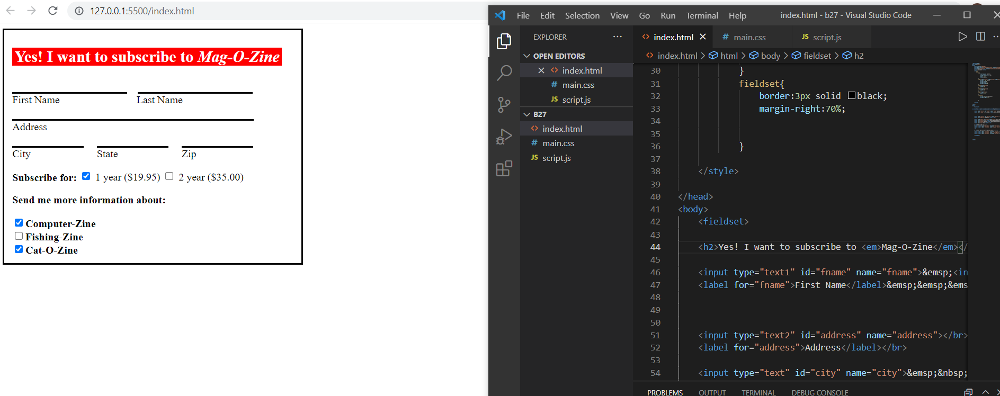 127.0.0.1:5500/index.html
Yes! I want to subscribe to Mag-O-Zine
First Name Last Name
Address
City State Zip
Subscribe for: 1 year ($19.95) 2 year ($35.00)
Send me more information about:
Computer-Zine
Fishing-Zine
Cat-O-Zine
File Edit Selection View Go Run Terminal Help index.html - b27 - Visual Studio Code
EXPLORER
OPEN EDITORS
index.html
main.css
script.js
B27
index.html
main.css
script.js
index.html main.css script.js
index.html > html > body > fieldset > h2
30 }
31 fieldset{
32 border:3px solid black;
33 margin-right:70%;
34
35
36 }
37
38 </style>
39
40 </head>
41 <body>
42 <fieldset>
43
44 <h2>Yes! I want to subscribe to <em>Mag-O-Zine</em></
45
46 <input type="text1" id="fname" name="fname">&emsp;<in
47 <label for="fname">First Name</label>&emsp;&emsp;&ems
48
49
50
51 <input type="text2" id="address" name="address"></br>
52 <label for="address">Address</label></br>
53
54 <input type="text" id="city" name="city">&emsp;&nbsp;
PROBLEMS OUTPUT TERMINAL DEBUG CONSOLE